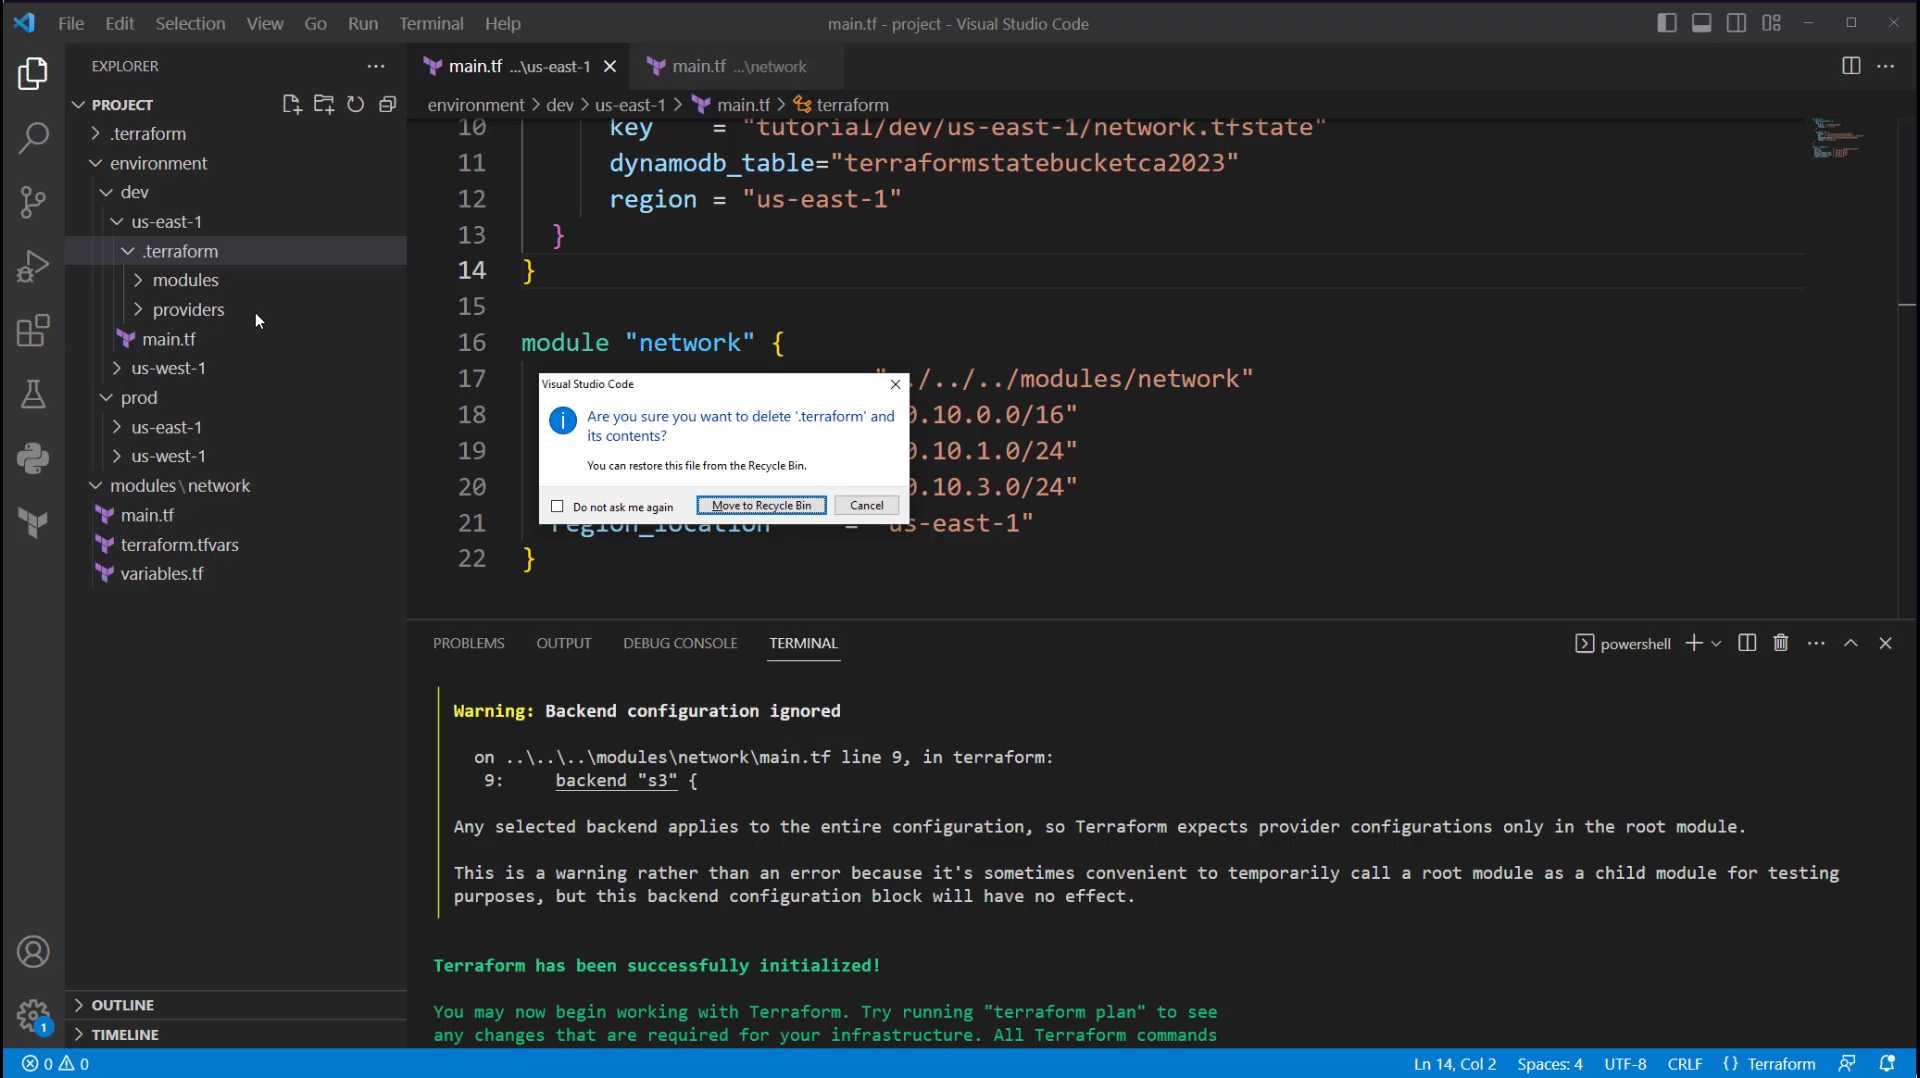 File Edit Selection View Go Run Terminal Help
main.tf - project - Visual Studio Code
EXPLORER
PROJECT
.terraform
environment
dev
us-east-1
.terraform
modules
providers
main.tf
us-west-1
prod
us-east-1
us-west-1
modules\network
main.tf
terraform.tfvars
variables.tf
OUTLINE
TIMELINE
1
main.tf ...\us-east-1
main.tf ...\network
environment > dev > us-east-1 > main.tf > terraform
10 key = "tutorial/dev/us-east-1/network.tfstate"
11 dynamodb_table="terraformstatebucketca2023"
12 region = "us-east-1"
13 }
14 }
15
16 module "network" {
17 "../../../modules/network"
18 0.10.0.0/16"
19 0.10.1.0/24"
20 0.10.3.0/24"
21 region_location = "us-east-1"
22 }
Visual Studio Code
Are you sure you want to delete '.terraform' and
its contents?
You can restore this file from the Recycle Bin.
Do not ask me again
Move to Recycle Bin
Cancel
PROBLEMS OUTPUT DEBUG CONSOLE TERMINAL
powershell
Warning: Backend configuration ignored
on ..\..\..\modules\network\main.tf line 9, in terraform:
9: backend "s3" {
Any selected backend applies to the entire configuration, so Terraform expects provider configurations only in the root module.
This is a warning rather than an error because it's sometimes convenient to temporarily call a root module as a child module for testing
purposes, but this backend configuration block will have no effect.
Terraform has been successfully initialized!
You may now begin working with Terraform. Try running "terraform plan" to see
any changes that are required for your infrastructure. All Terraform commands
0 0
Ln 14, Col 2 Spaces: 4 UTF-8 CRLF {} Terraform